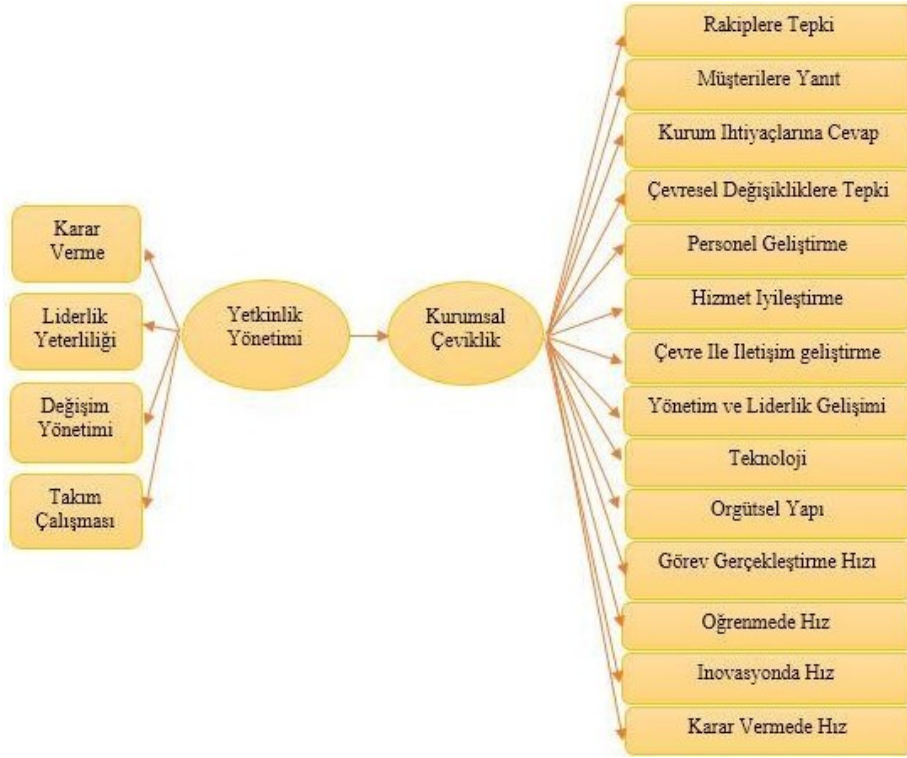 Karar
Verme
Liderlik
Yeterliliği
Değişim
Yönetimi
Takım
Çalışması
Yetkinlik
Yönetimi
Kurumsal
Çeviklik
Rakiplere Tepki
Müşterilere Yanıt
Kurum Ihtiyaçlarına Cevap
Çevresel Değişikliklere Tepki
Personel Geliştirme
Hizmet Iyileştirme
Çevre Ile Iletişim geliştirme
Yönetim ve Liderlik Gelişimi
Teknoloji
Orgütsel Yapı
Görev Gerçekleştirme Hızı
Oğrenmede Hız
Inovasyonda Hız
Karar Vermede Hız